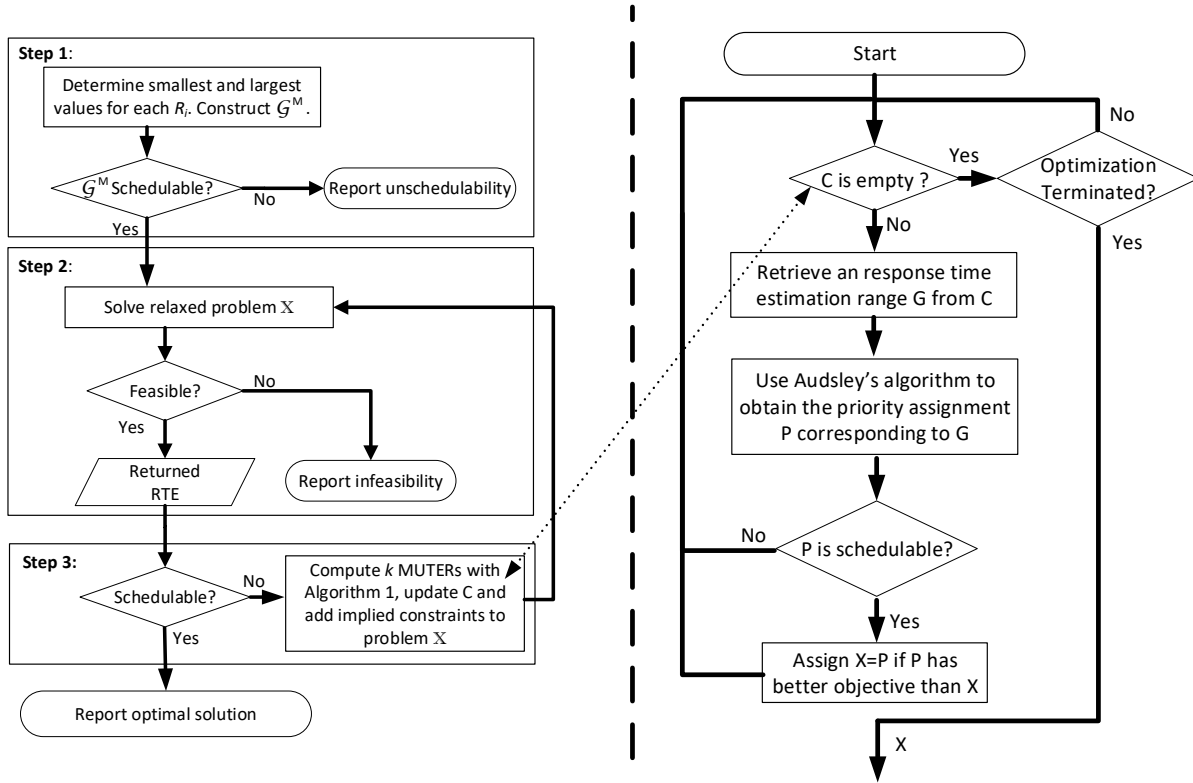 Step 1:
Determine smallest and largest
values for each Rᵢ. Construct 𝒢ᴹ .
𝒢ᴹ Schedulable?
No
Report unschedulability
Yes
Step 2:
Solve relaxed problem 𝕏
Feasible?
No
Yes
Returned
RTE
Report infeasibility
Step 3:
Schedulable?
No
Compute k MUTERs with
Algorithm 1, update C and
add implied constraints to
problem 𝕏
Yes
Report optimal solution
Start
No
C is empty ?
Yes
Optimization
Terminated?
No
Yes
Retrieve an response time
estimation range G from C
Use Audsley’s algorithm to
obtain the priority assignment
P corresponding to G
No
P is schedulable?
Yes
Assign X=P if P has
better objective than X
X